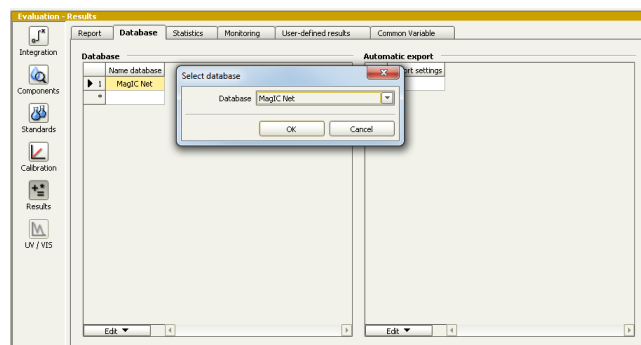 Evaluation - Results
Integration
Components
Standards
Calibration
Results
UV / VIS
Report Database Statistics Monitoring User-defined results Common Variable
Database
Name database
1 MagIC Net
*
Edit
Automatic export
ort settings
Edit
Select database
Database MagIC Net
OK Cancel